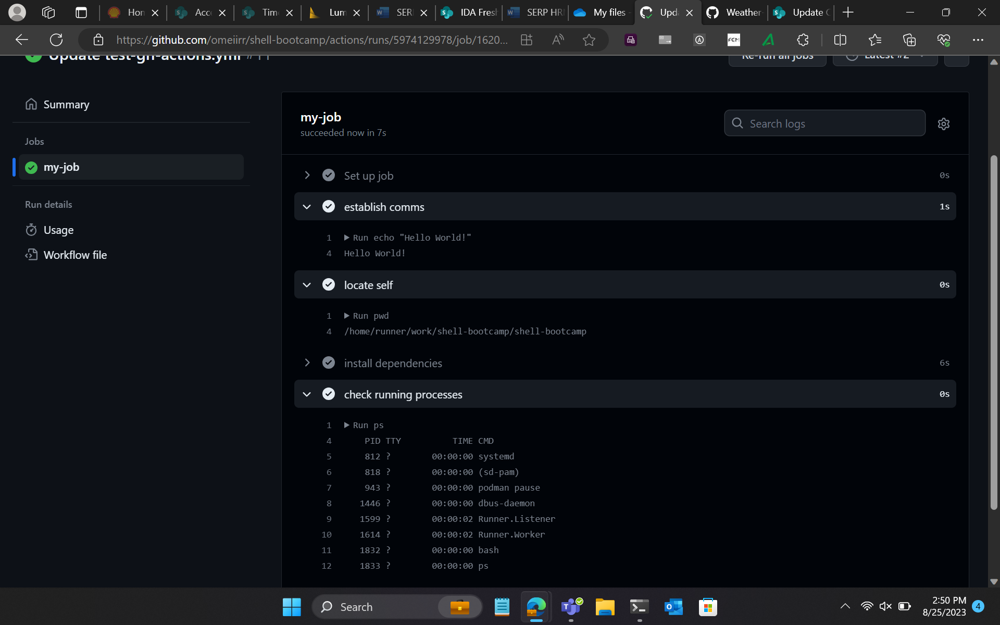 Hon
Acce
Time
Lum
SERP
IDA Fresh
SERP HRM
My files -
Upda
Weather-
Update C
https://github.com/omeiirr/shell-bootcamp/actions/runs/5974129978/job/1620...
FCM
Update test-gh-actions.yml #11
Re-run all jobs
Latest #2
Summary
Jobs
my-job
Run details
Usage
Workflow file
my-job
succeeded now in 7s
Search logs
Set up job 0s
establish comms 1s
1 Run echo "Hello World!"
4 Hello World!
locate self 0s
1 Run pwd
4 /home/runner/work/shell-bootcamp/shell-bootcamp
install dependencies 6s
check running processes 0s
1 Run ps
4 PID TTY TIME CMD
5 812 ? 00:00:00 systemd
6 818 ? 00:00:00 (sd-pam)
7 943 ? 00:00:00 podman pause
8 1446 ? 00:00:00 dbus-daemon
9 1599 ? 00:00:02 Runner.Listener
10 1614 ? 00:00:02 Runner.Worker
11 1832 ? 00:00:00 bash
12 1833 ? 00:00:00 ps
Search
2:50 PM
8/25/2023
4